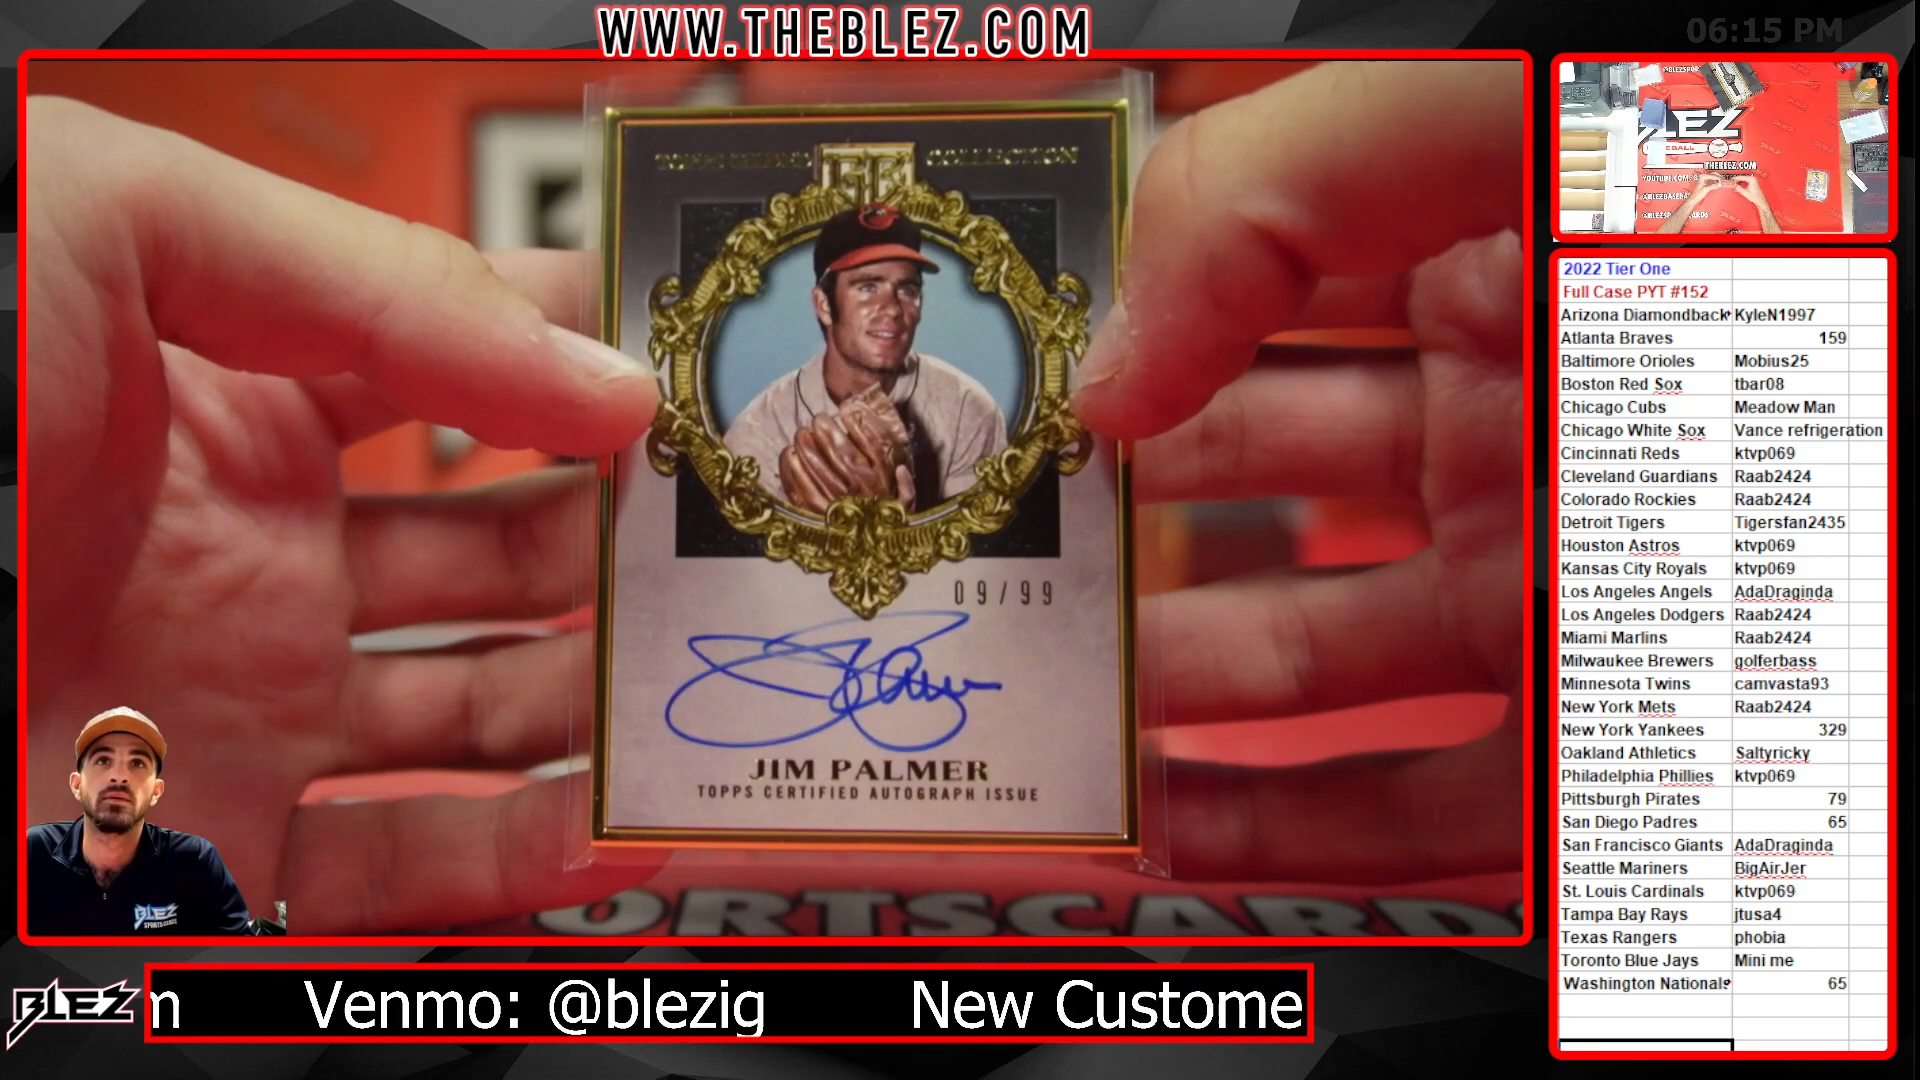 WWW.THEBLEZ.COM
06:15 PM
COLLECTION
09/99
JIM PALMER
TOPPS CERTIFIED AUTOGRAPH ISSUE
ORTSCARDS
BLEZ
BLEZ
m Venmo: @blezig New Custome
BLEZ
THEBLEZ.COM
2022 Tier One
Full Case PYT #152
Arizona Diamondback KyleN1997
Atlanta Braves 159
Baltimore Orioles Mobius25
Boston Red Sox tbar08
Chicago Cubs Meadow Man
Chicago White Sox Vance refrigeration
Cincinnati Reds ktvp069
Cleveland Guardians Raab2424
Colorado Rockies Raab2424
Detroit Tigers Tigersfan2435
Houston Astros ktvp069
Kansas City Royals ktvp069
Los Angeles Angels AdaDraginda
Los Angeles Dodgers Raab2424
Miami Marlins Raab2424
Milwaukee Brewers golferbass
Minnesota Twins camvasta93
New York Mets Raab2424
New York Yankees 329
Oakland Athletics Saltyricky
Philadelphia Phillies ktvp069
Pittsburgh Pirates 79
San Diego Padres 65
San Francisco Giants AdaDraginda
Seattle Mariners BigAirJer
St. Louis Cardinals ktvp069
Tampa Bay Rays jtusa4
Texas Rangers phobia
Toronto Blue Jays Mini me
Washington Nationals 65